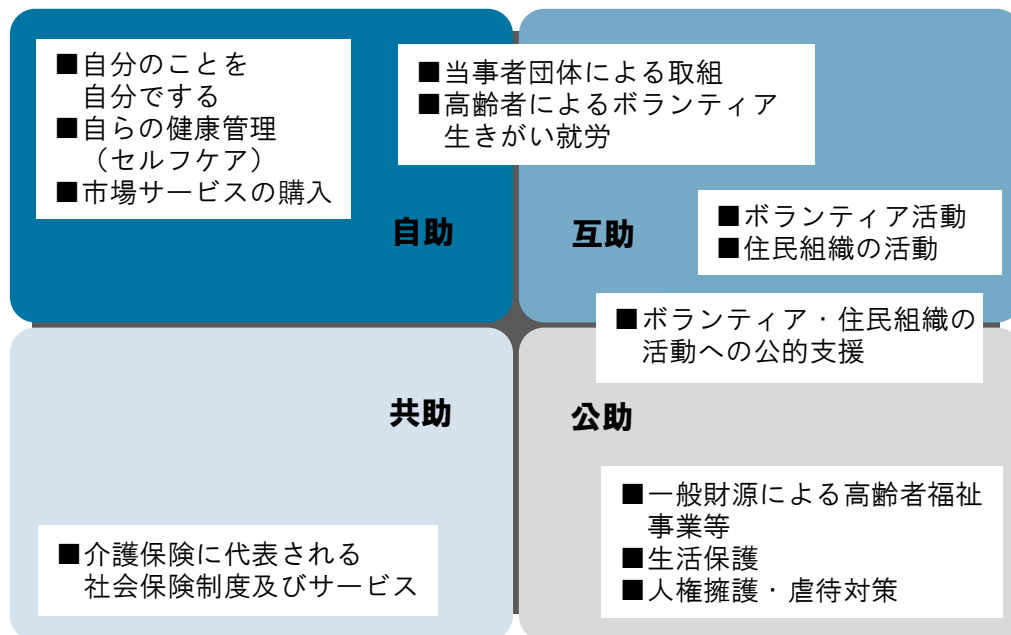 ■自分のことを
自分でする
■自らの健康管理
（セルフケア）
■市場サービスの購入
■当事者団体による取組
■高齢者によるボランティア
生きがい就労
自助
互助
■ボランティア活動
■住民組織の活動
■ボランティア・住民組織の
活動への公的支援
共助
公助
■介護保険に代表される
社会保険制度及びサービス
■一般財源による高齢者福祉
事業等
■生活保護
■人権擁護・虐待対策